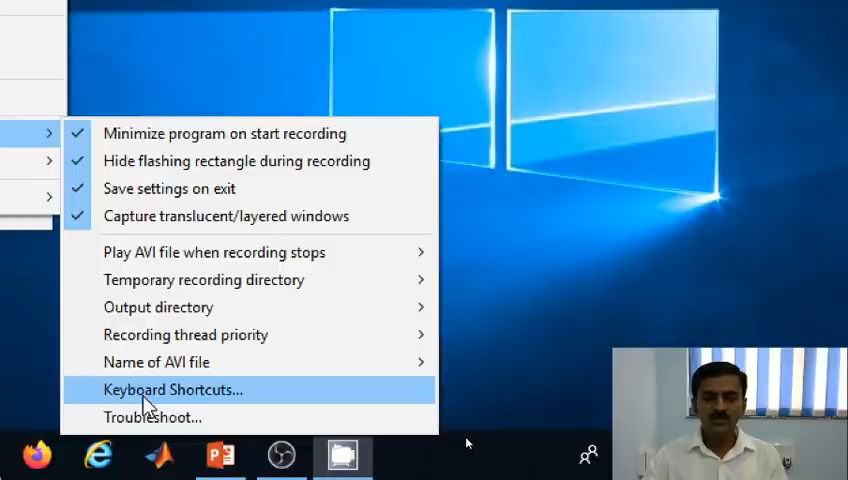 Minimize program on start recording
Hide flashing rectangle during recording
Save settings on exit
Capture translucent/layered windows
Play AVI file when recording stops
Temporary recording directory
Output directory
Recording thread priority
Name of AVI file
Keyboard Shortcuts...
Troubleshoot...